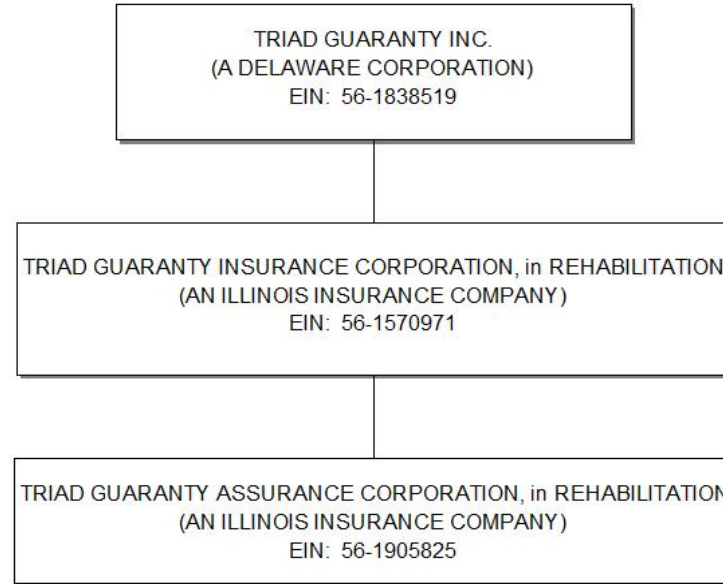 TRIAD GUARANTY INC.
(A DELAWARE CORPORATION)
EIN: 56-1838519
TRIAD GUARANTY INSURANCE CORPORATION, in REHABILITATION
(AN ILLINOIS INSURANCE COMPANY)
EIN: 56-1570971
TRIAD GUARANTY ASSURANCE CORPORATION, in REHABILITATION
(AN ILLINOIS INSURANCE COMPANY)
EIN: 56-1905825